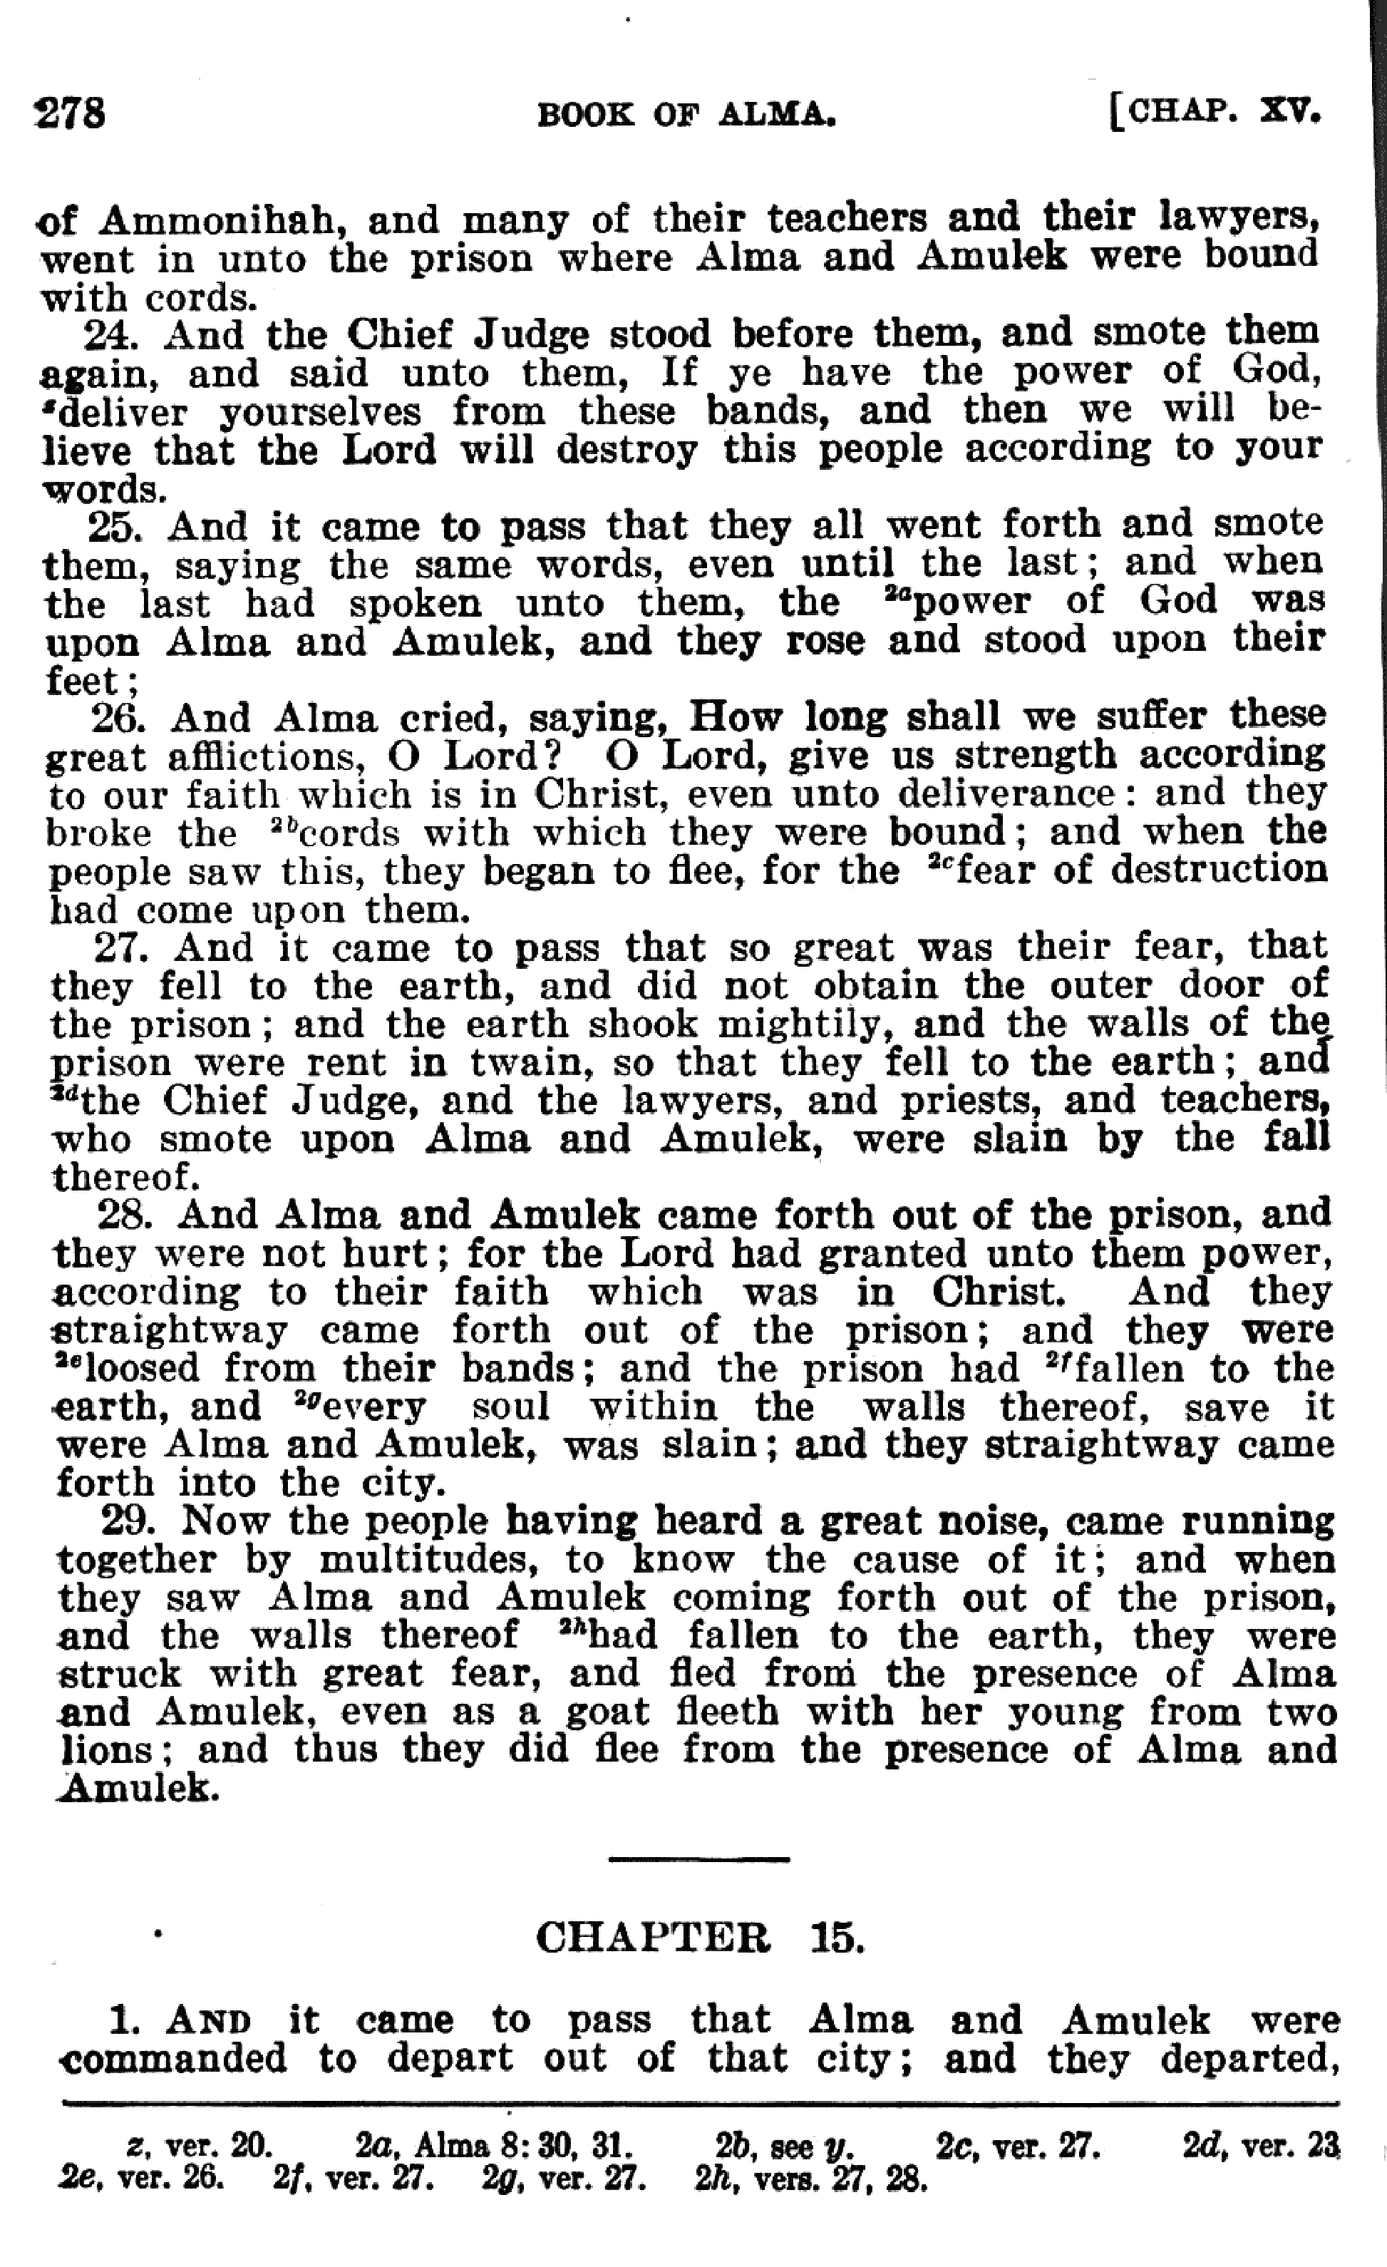 278 BOOK OF ALMA. [CHAP. XV.
of Ammonihah, and many of their teachers and their lawyers,
went in unto the prison where Alma and Amulek were bound
with cords.
24. And the Chief Judge stood before them, and smote them
again, and said unto them, If ye have the power of God,
ᶻdeliver yourselves from these bands, and then we will be-
lieve that the Lord will destroy this people according to your
words.
25. And it came to pass that they all went forth and smote
them, saying the same words, even until the last; and when
the last had spoken unto them, the ²ᵃpower of God was
upon Alma and Amulek, and they rose and stood upon their
feet;
26. And Alma cried, saying, How long shall we suffer these
great afflictions, O Lord? O Lord, give us strength according
to our faith which is in Christ, even unto deliverance: and they
broke the ²ᵇcords with which they were bound; and when the
people saw this, they began to flee, for the ²ᶜfear of destruction
had come upon them.
27. And it came to pass that so great was their fear, that
they fell to the earth, and did not obtain the outer door of
the prison; and the earth shook mightily, and the walls of the
prison were rent in twain, so that they fell to the earth; and
²ᵈthe Chief Judge, and the lawyers, and priests, and teachers,
who smote upon Alma and Amulek, were slain by the fall
thereof.
28. And Alma and Amulek came forth out of the prison, and
they were not hurt; for the Lord had granted unto them power,
according to their faith which was in Christ. And they
straightway came forth out of the prison; and they were
²ᵉloosed from their bands; and the prison had ²ᶠfallen to the
earth, and ²ᵍevery soul within the walls thereof, save it
were Alma and Amulek, was slain; and they straightway came
forth into the city.
29. Now the people having heard a great noise, came running
together by multitudes, to know the cause of it; and when
they saw Alma and Amulek coming forth out of the prison,
and the walls thereof ²ʰhad fallen to the earth, they were
struck with great fear, and fled from the presence of Alma
and Amulek, even as a goat fleeth with her young from two
lions; and thus they did flee from the presence of Alma and
Amulek.
CHAPTER 15.
1. AND it came to pass that Alma and Amulek were
commanded to depart out of that city; and they departed,
z, ver. 20. 2a, Alma 8: 30, 31. 2b, see y. 2c, ver. 27. 2d, ver. 23
2e, ver. 26. 2f, ver. 27. 2g, ver. 27. 2h, vers. 27, 28.